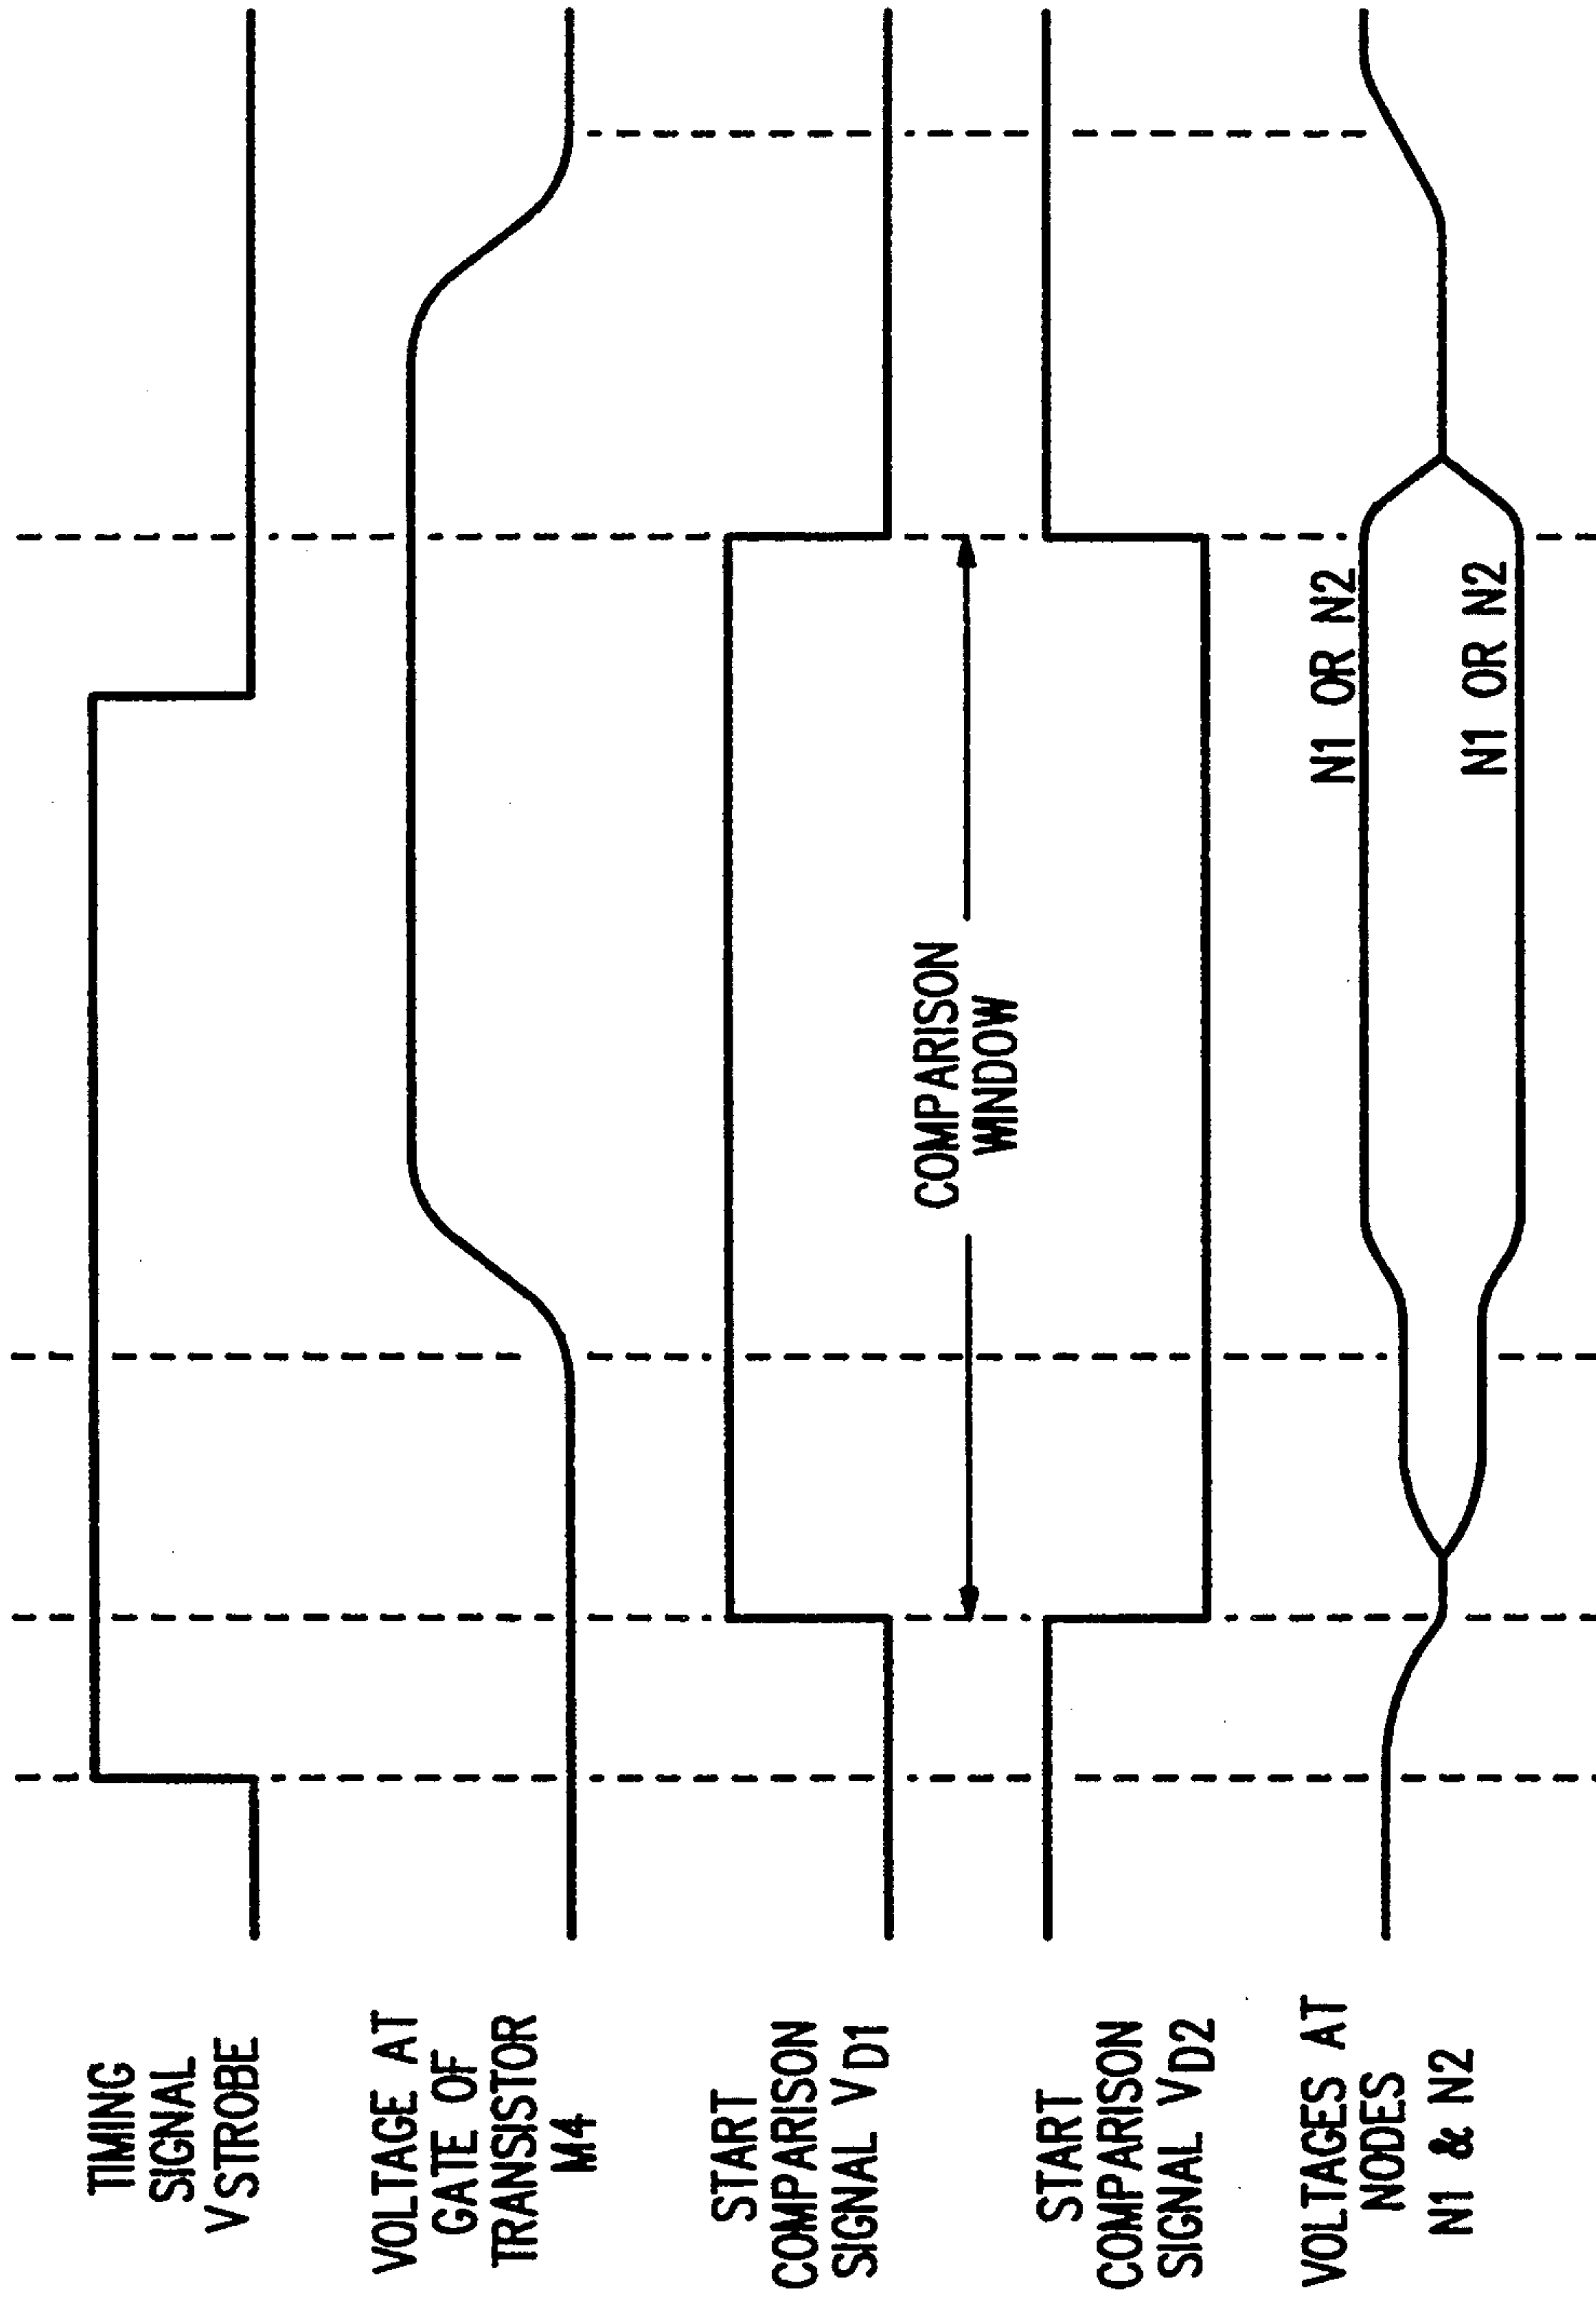 TIMING
SIGNAL
VSTROBE
VOLTAGE AT
GATE OF
TRANSISTOR
M4
START
COMPARISON
SIGNAL VD1
COMPARISON
WINDOW
START
COMPARISON
SIGNAL VD2
N1 OR N2
N1 OR N2
VOLTAGES AT
NODES
N1 & N2